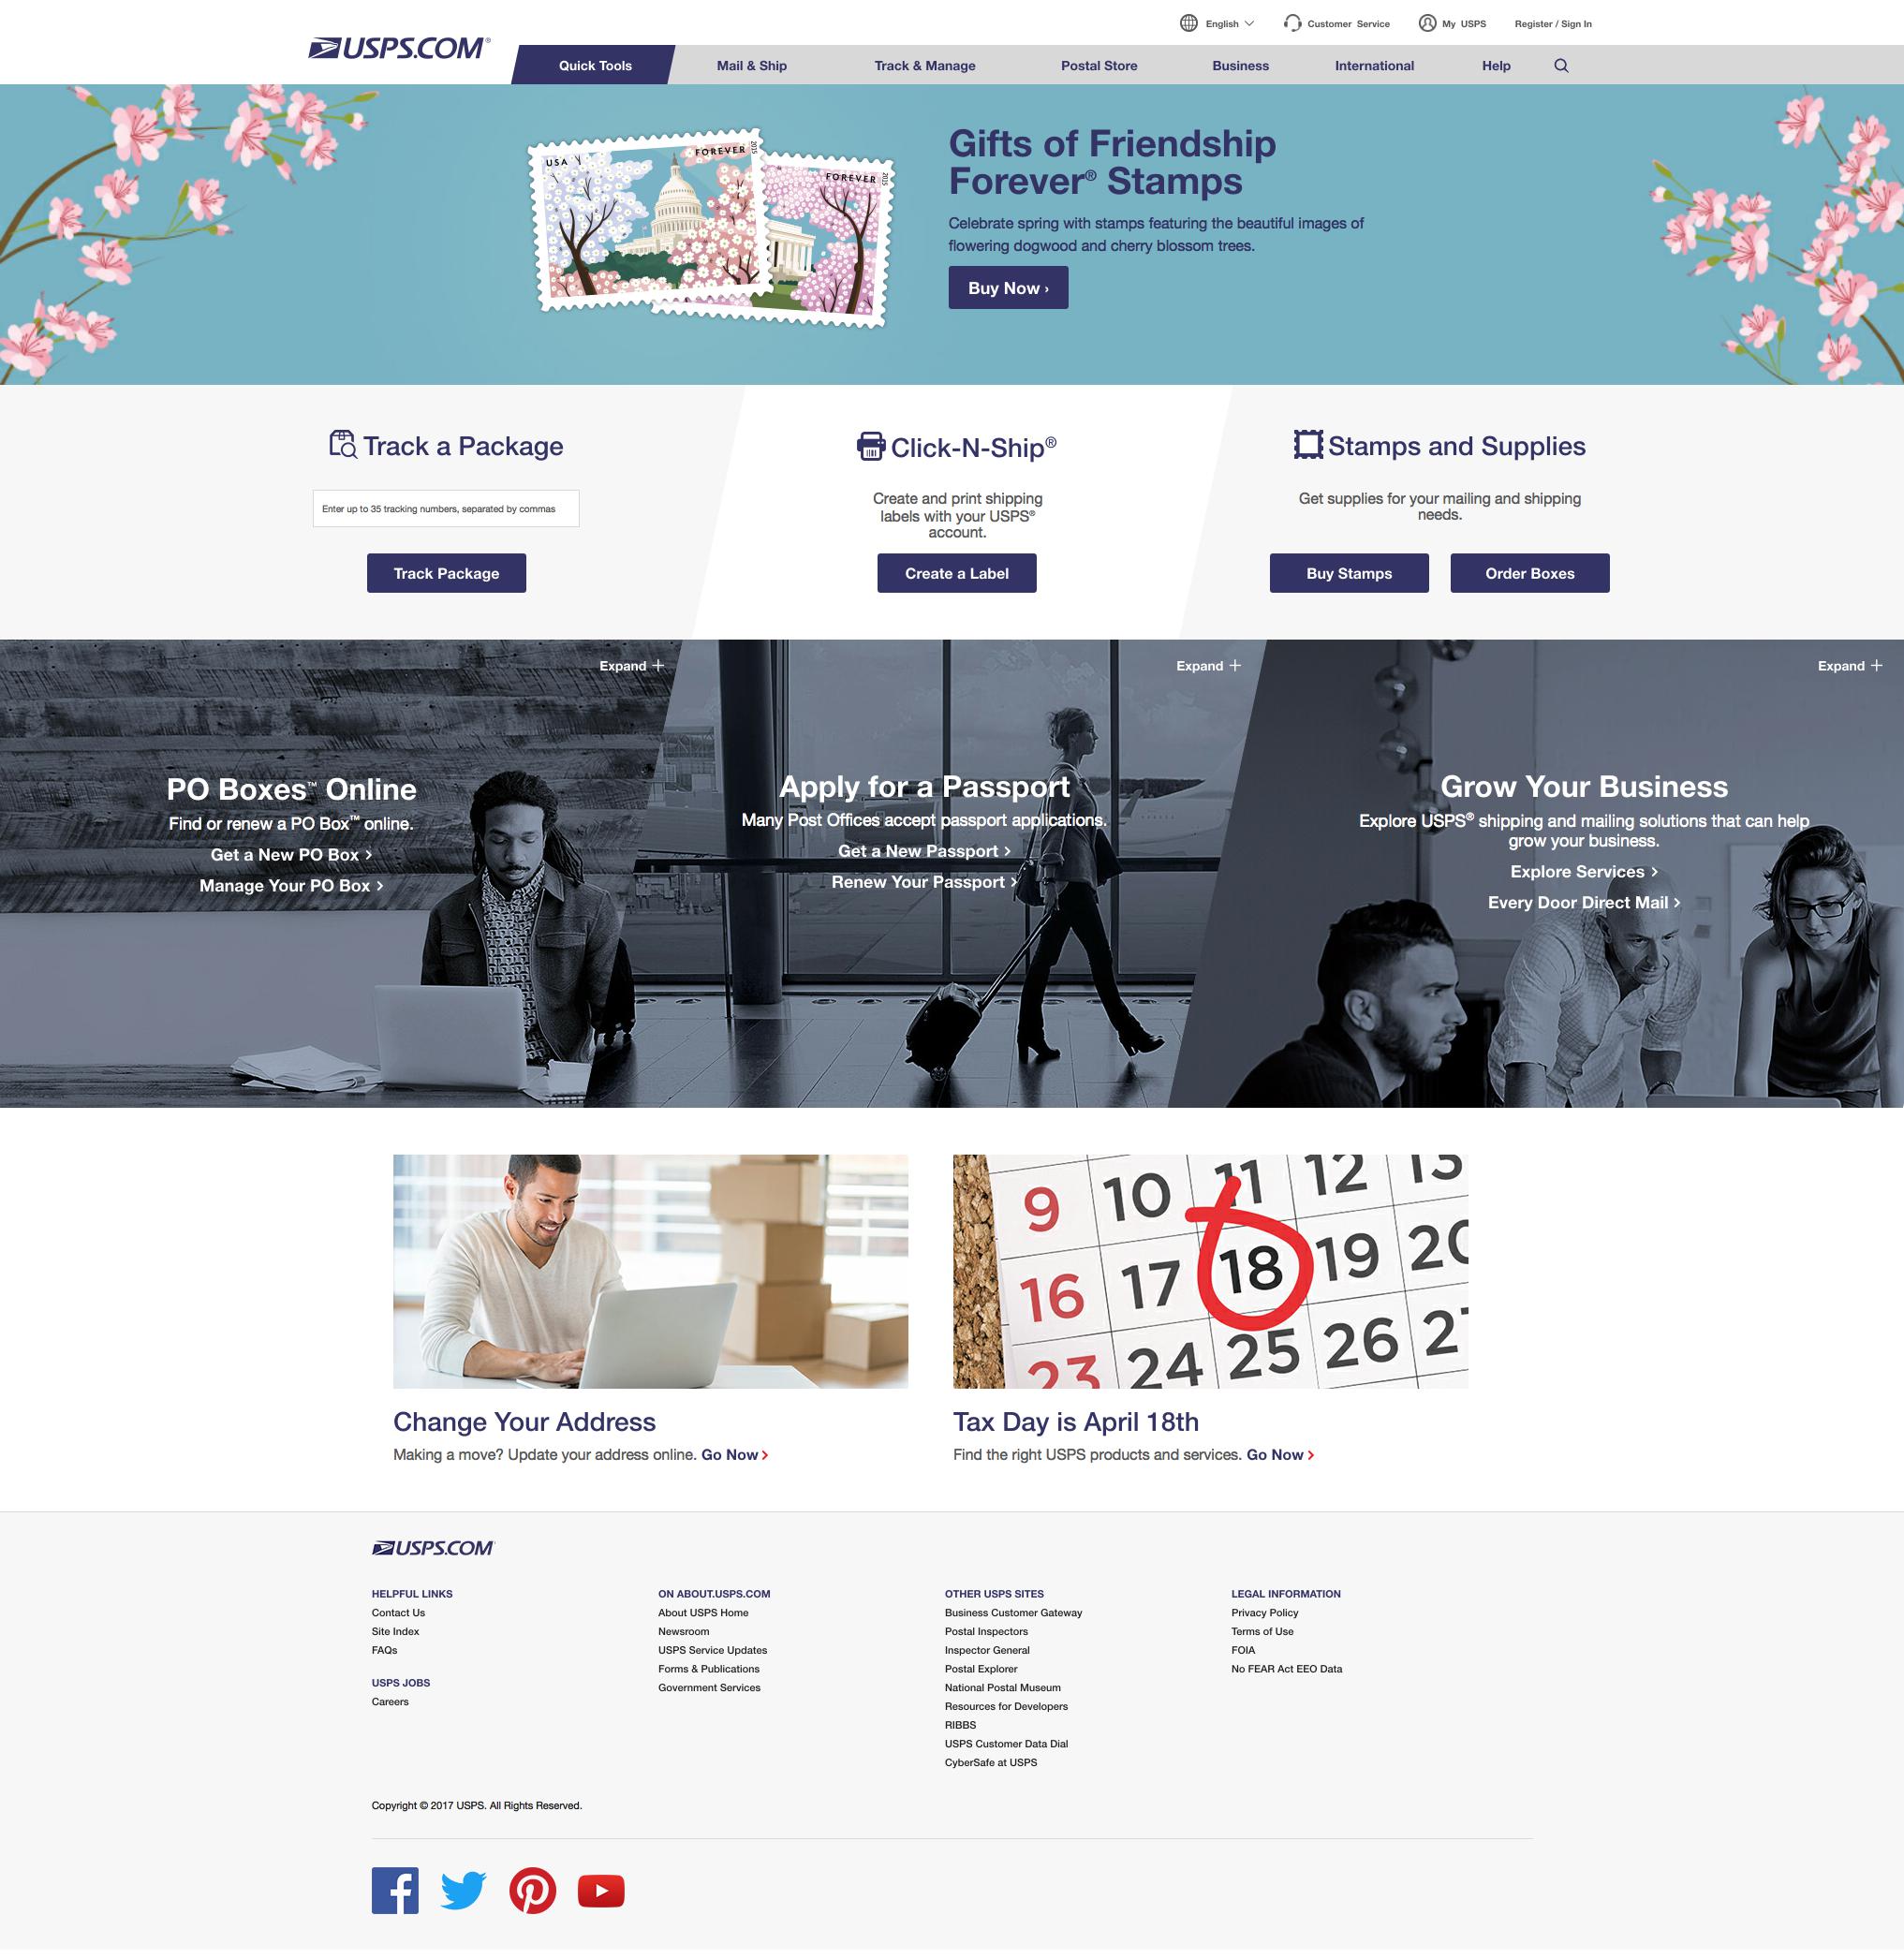 English
Customer Service
My USPS
Register / Sign In
USPS.COM®
Quick Tools
Mail & Ship
Track & Manage
Postal Store
Business
International
Help
USA
FOREVER
2015
FOREVER
2015
Gifts of Friendship
Forever® Stamps
Celebrate spring with stamps featuring the beautiful images of
flowering dogwood and cherry blossom trees.
Buy Now ›
Track a Package
Enter up to 35 tracking numbers, separated by commas
Track Package
Click-N-Ship®
Create and print shipping
labels with your USPS®
account.
Create a Label
Stamps and Supplies
Get supplies for your mailing and shipping
needs.
Buy Stamps
Order Boxes
Expand +
PO Boxes™ Online
Find or renew a PO Box™ online.
Get a New PO Box ›
Manage Your PO Box ›
Expand +
Apply for a Passport
Many Post Offices accept passport applications.
Get a New Passport ›
Renew Your Passport ›
Expand +
Grow Your Business
Explore USPS® shipping and mailing solutions that can help
grow your business.
Explore Services ›
Every Door Direct Mail ›
9 10 11 12 13
16 17 18 19 20
23 24 25 26 27
Change Your Address
Making a move? Update your address online. Go Now ›
Tax Day is April 18th
Find the right USPS products and services. Go Now ›
USPS.COM
HELPFUL LINKS
Contact Us
Site Index
FAQs
USPS JOBS
Careers
ON ABOUT.USPS.COM
About USPS Home
Newsroom
USPS Service Updates
Forms & Publications
Government Services
OTHER USPS SITES
Business Customer Gateway
Postal Inspectors
Inspector General
Postal Explorer
National Postal Museum
Resources for Developers
RIBBS
USPS Customer Data Dial
CyberSafe at USPS
LEGAL INFORMATION
Privacy Policy
Terms of Use
FOIA
No FEAR Act EEO Data
Copyright © 2017 USPS. All Rights Reserved.